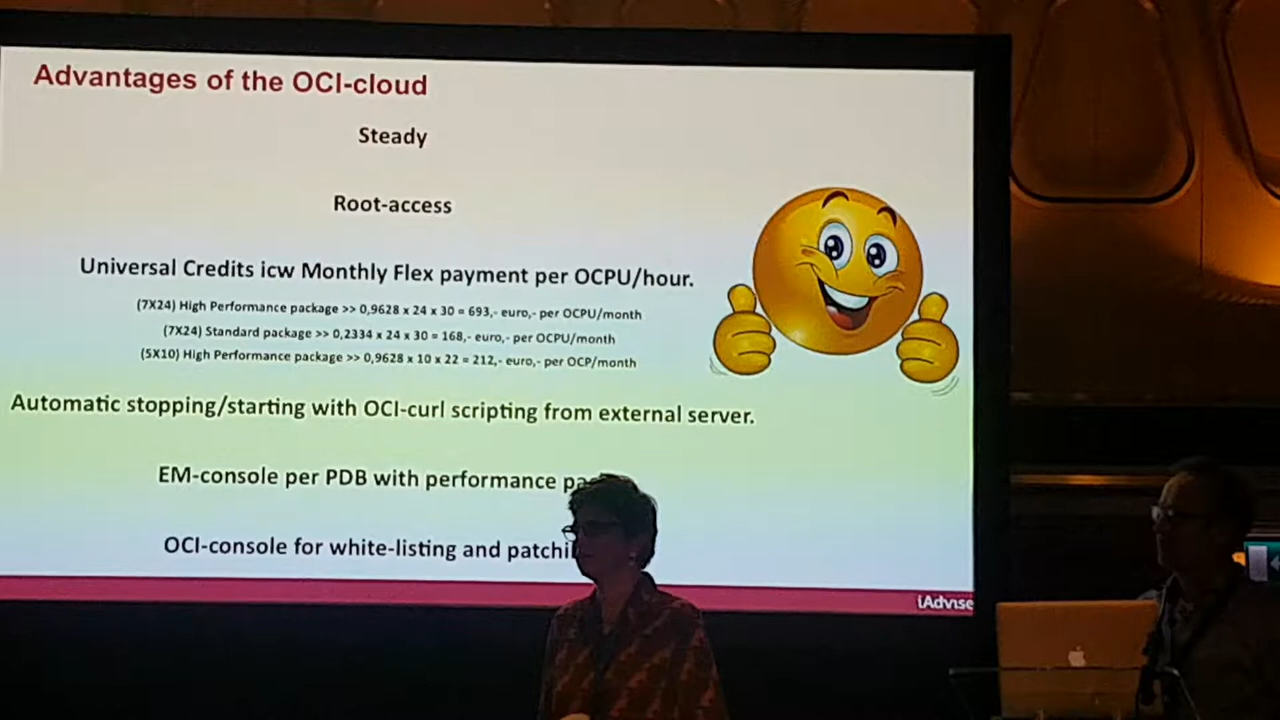 Advantages of the OCI-cloud
Steady
Root-access
Universal Credits icw Monthly Flex payment per OCPU/hour.
(7X24) High Performance package >> 0,9628 x 24 x 30 = 693,- euro,- per OCPU/month
(7X24) Standard package >> 0,2334 x 24 x 30 = 168,- euro,- per OCPU/month
(5X10) High Performance package >> 0,9628 x 10 x 22 = 212,- euro,- per OCP/month
Automatic stopping/starting with OCI-curl scripting from external server.
EM-console per PDB with performance
OCI-console for white-listing and
iAdvise